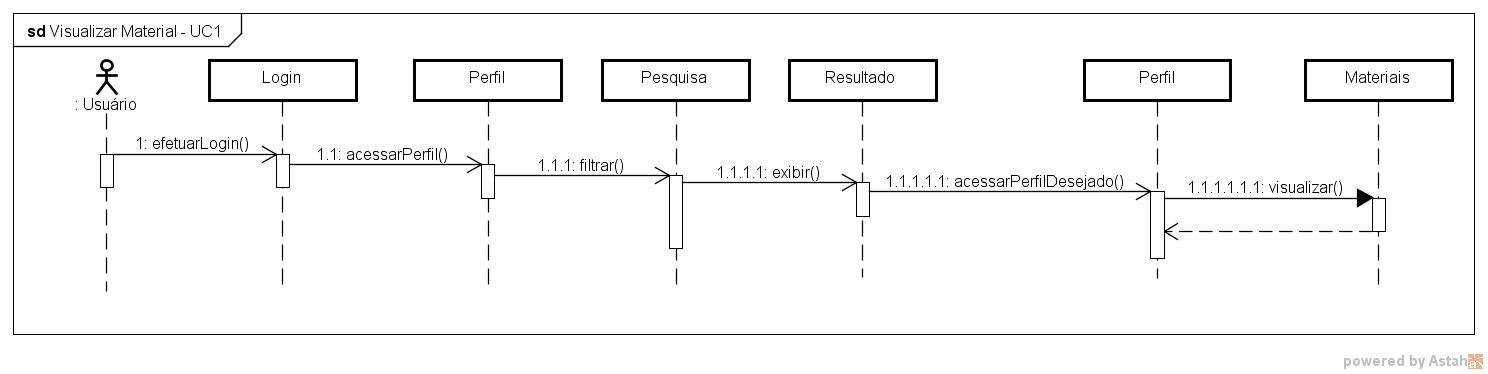 sd Visualizar Material - UC1
: Usuário
Login
Perfil
Pesquisa
Resultado
Perfil
Materiais
1: efetuarLogin()
1.1: acessarPerfil()
1.1.1: filtrar()
1.1.1.1: exibir()
1.1.1.1.1: acessarPerfilDesejado()
1.1.1.1.1.1: visualizar()
powered by Astah